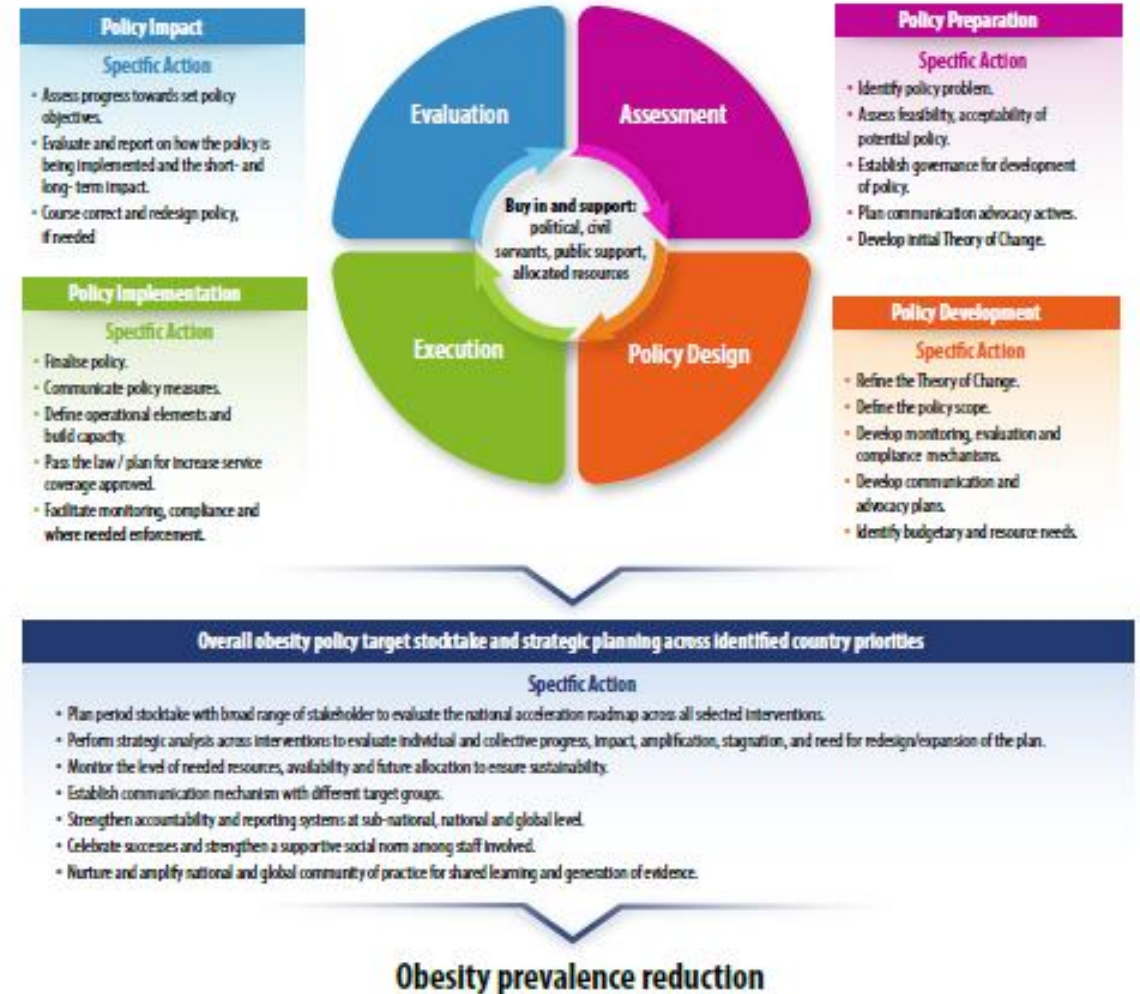 Policy Impact
Specific Action
• Assess progress towards set policy
objectives.
• Evaluate and report on how the policy is
being implemented and the short- and
long- term impact.
• Course correct and redesign policy,
if needed
Evaluation
Assessment
Policy Preparation
Specific Action
• Identify policy problem.
• Assess feasibility, acceptability of
potential policy.
• Establish governance for development
of policy.
• Plan communication advocacy actives.
• Develop initial Theory of Change.
Buy in and support:
political, civil
servants, public support,
allocated resources
Policy Implementation
Specific Action
• Finalise policy.
• Communicate policy measures.
• Define operational elements and
build capacity.
• Pass the law / plan for increase service
coverage approved.
• Facilitate monitoring, compliance and
where needed enforcement.
Execution
Policy Design
Policy Development
Specific Action
• Refine the Theory of Change.
• Define the policy scope.
• Develop monitoring, evaluation and
compliance mechanisms.
• Develop communication and
advocacy plans.
• Identify budgetary and resource needs.
Overall obesity policy target stocktake and strategic planning across identified country priorities
Specific Action
• Plan period stocktake with broad range of stakeholder to evaluate the national acceleration roadmap across all selected interventions.
• Perform strategic analysis across interventions to evaluate individual and collective progress, impact, amplification, stagnation, and need for redesign/expansion of the plan.
• Monitor the level of needed resources, availability and future allocation to ensure sustainability.
• Establish communication mechanism with different target groups.
• Strengthen accountability and reporting systems at sub-national, national and global level.
• Celebrate successes and strengthen a supportive social norm among staff involved.
• Nurture and amplify national and global community of practice for shared learning and generation of evidence.
Obesity prevalence reduction